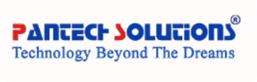 PANTECH SOLUTIONS®
Technology Beyond The Dreams